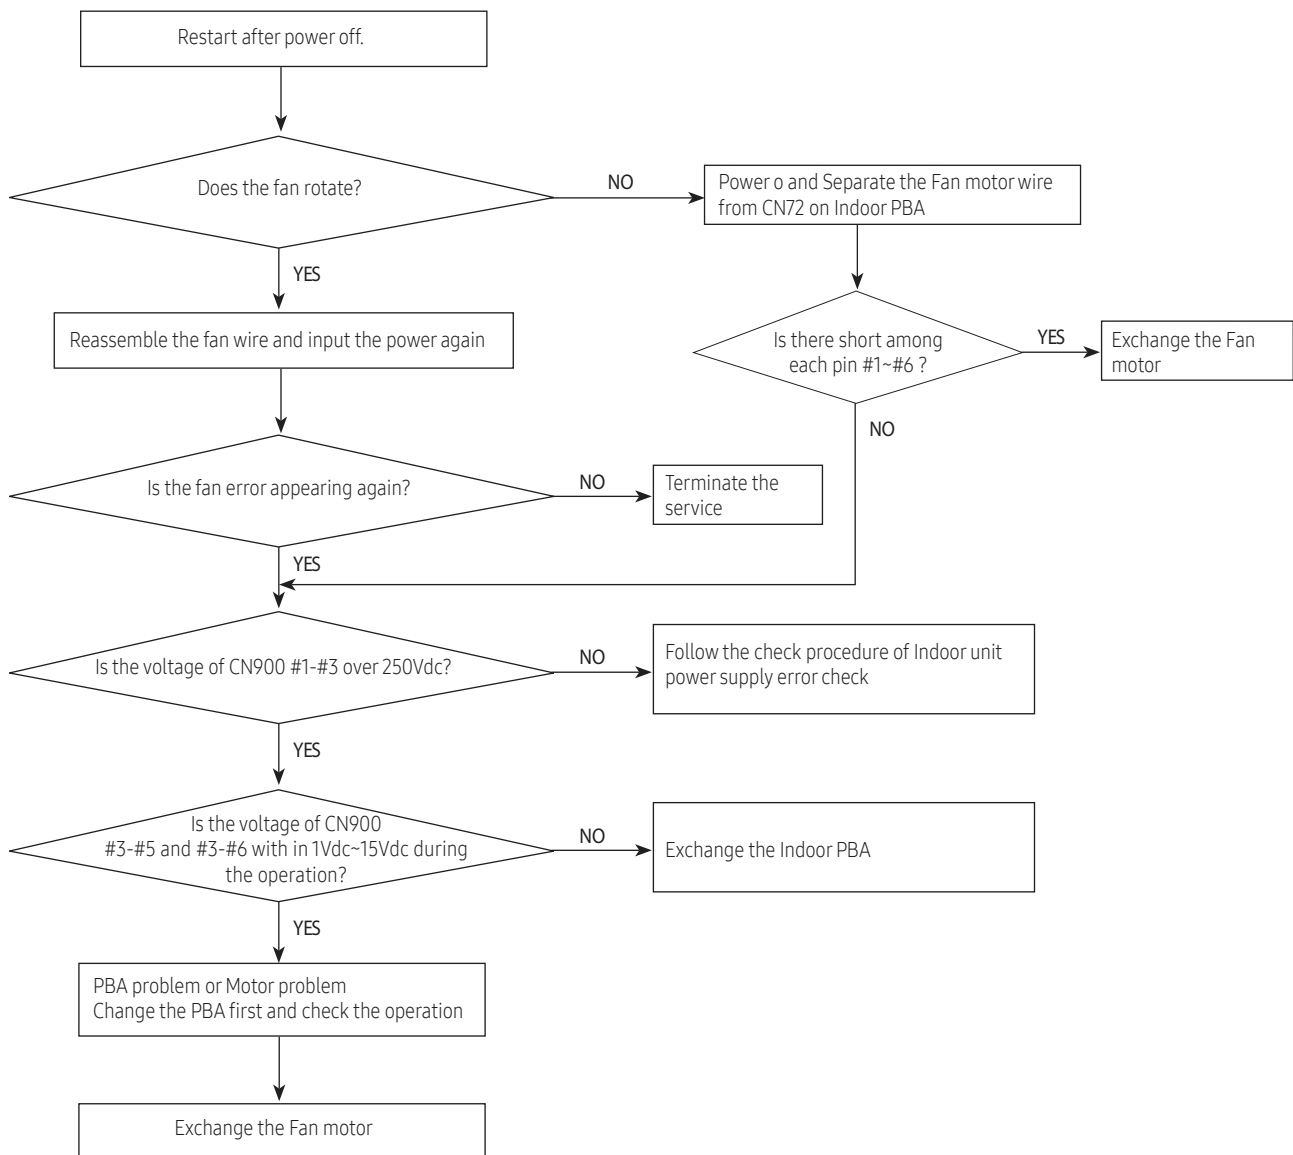 Restart after power off.
Does the fan rotate?
NO
Power o and Separate the Fan motor wire
from CN72 on Indoor PBA
YES
Reassemble the fan wire and input the power again
Is there short among
each pin #1~#6 ?
YES
Exchange the Fan
motor
NO
Is the fan error appearing again?
NO
Terminate the
service
YES
Is the voltage of CN900 #1-#3 over 250Vdc?
NO
Follow the check procedure of Indoor unit
power supply error check
YES
Is the voltage of CN900
#3-#5 and #3-#6 with in 1Vdc~15Vdc during
the operation?
NO
Exchange the Indoor PBA
YES
PBA problem or Motor problem
Change the PBA first and check the operation
Exchange the Fan motor